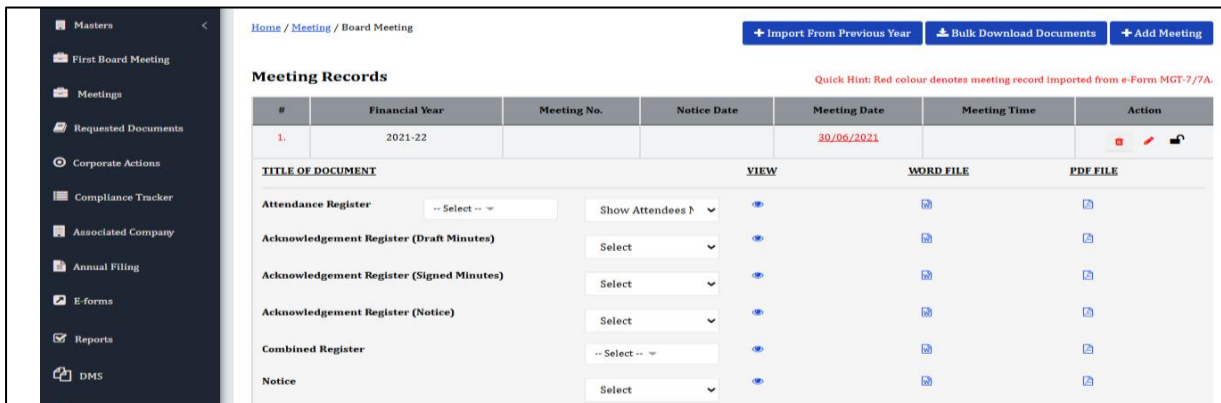 Masters
First Board Meeting
Meetings
Requested Documents
Corporate Actions
Compliance Tracker
Associated Company
Annual Filing
E-forms
Reports
DMS
Home / Meeting / Board Meeting
Import From Previous Year
Bulk Download Documents
Add Meeting
Meeting Records
Quick Hint: Red colour denotes meeting record imported from e-Form MGT-7/7A.
# Financial Year Meeting No. Notice Date Meeting Date Meeting Time Action
1. 2021-22 30/06/2021
TITLE OF DOCUMENT VIEW WORD FILE PDF FILE
Attendance Register -- Select -- Show Attendees N
Acknowledgement Register (Draft Minutes) Select
Acknowledgement Register (Signed Minutes) Select
Acknowledgement Register (Notice) Select
Combined Register -- Select --
Notice Select